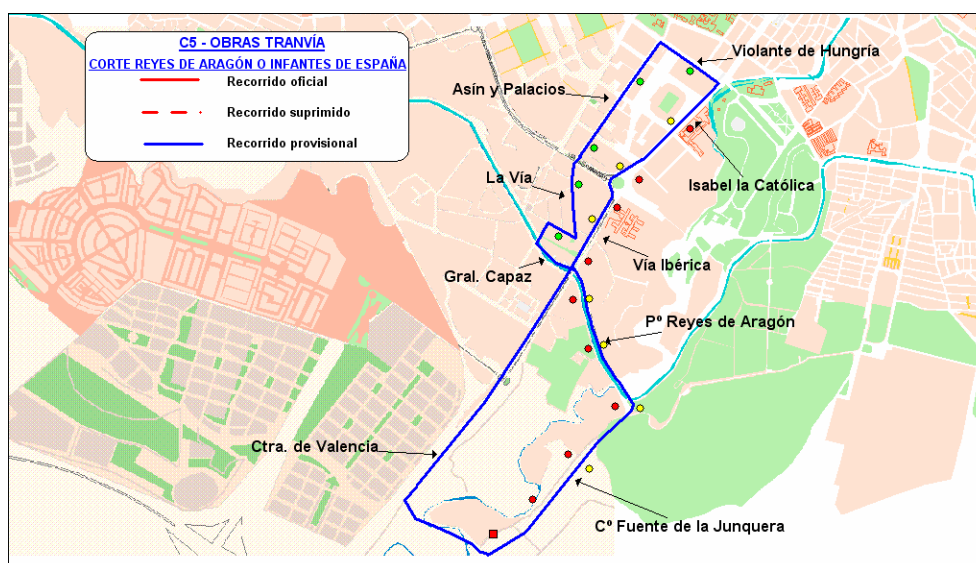 C5 - OBRAS TRANVÍA
CORTE REYES DE ARAGÓN O INFANTES DE ESPAÑA
Recorrido oficial
Recorrido suprimido
Recorrido provisional
Violante de Hungría
Asín y Palacios
Isabel la Católica
La Vía
Vía Ibérica
Gral. Capaz
Pº Reyes de Aragón
Ctra. de Valencia
Cº Fuente de la Junquera